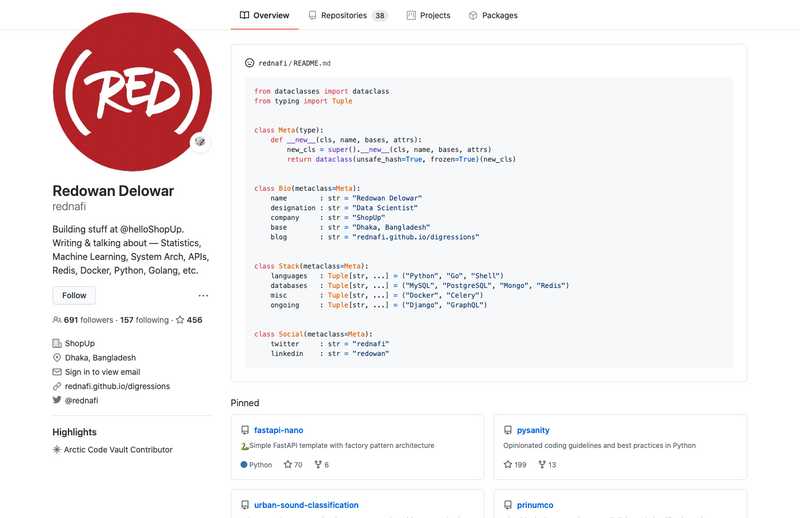 Overview
Repositories 38
Projects
Packages
(RED)
Redowan Delowar
rednafi
Building stuff at @helloShopUp.
Writing & talking about — Statistics,
Machine Learning, System Arch, APIs,
Redis, Docker, Python, Golang, etc.
Follow
...
691 followers · 157 following · 456
ShopUp
Dhaka, Bangladesh
Sign in to view email
rednafi.github.io/digressions
@rednafi
Highlights
Arctic Code Vault Contributor
rednafi/README.md
from dataclasses import dataclass
from typing import Tuple
class Meta(type):
    def __new__(cls, name, bases, attrs):
        new_cls = super().__new__(cls, name, bases, attrs)
        return dataclass(unsafe_hash=True, frozen=True)(new_cls)
class Bio(metaclass=Meta):
    name        : str = "Redowan Delowar"
    designation : str = "Data Scientist"
    company     : str = "ShopUp"
    base        : str = "Dhaka, Bangladesh"
    blog        : str = "rednafi.github.io/digressions"
class Stack(metaclass=Meta):
    languages   : Tuple[str, ...] = ("Python", "Go", "Shell")
    databases   : Tuple[str, ...] = ("MySQL", "PostgreSQL", "Mongo", "Redis")
    misc        : Tuple[str, ...] = ("Docker", "Celery")
    ongoing     : Tuple[str, ...] = ("Django", "GraphQL")
class Social(metaclass=Meta):
    twitter     : str = "rednafi"
    linkedin    : str = "redowan"
Pinned
fastapi-nano
🐍Simple FastAPI template with factory pattern architecture
Python 70 6
pysanity
Opinionated coding guidelines and best practices in Python
199 13
urban-sound-classification
prinumco